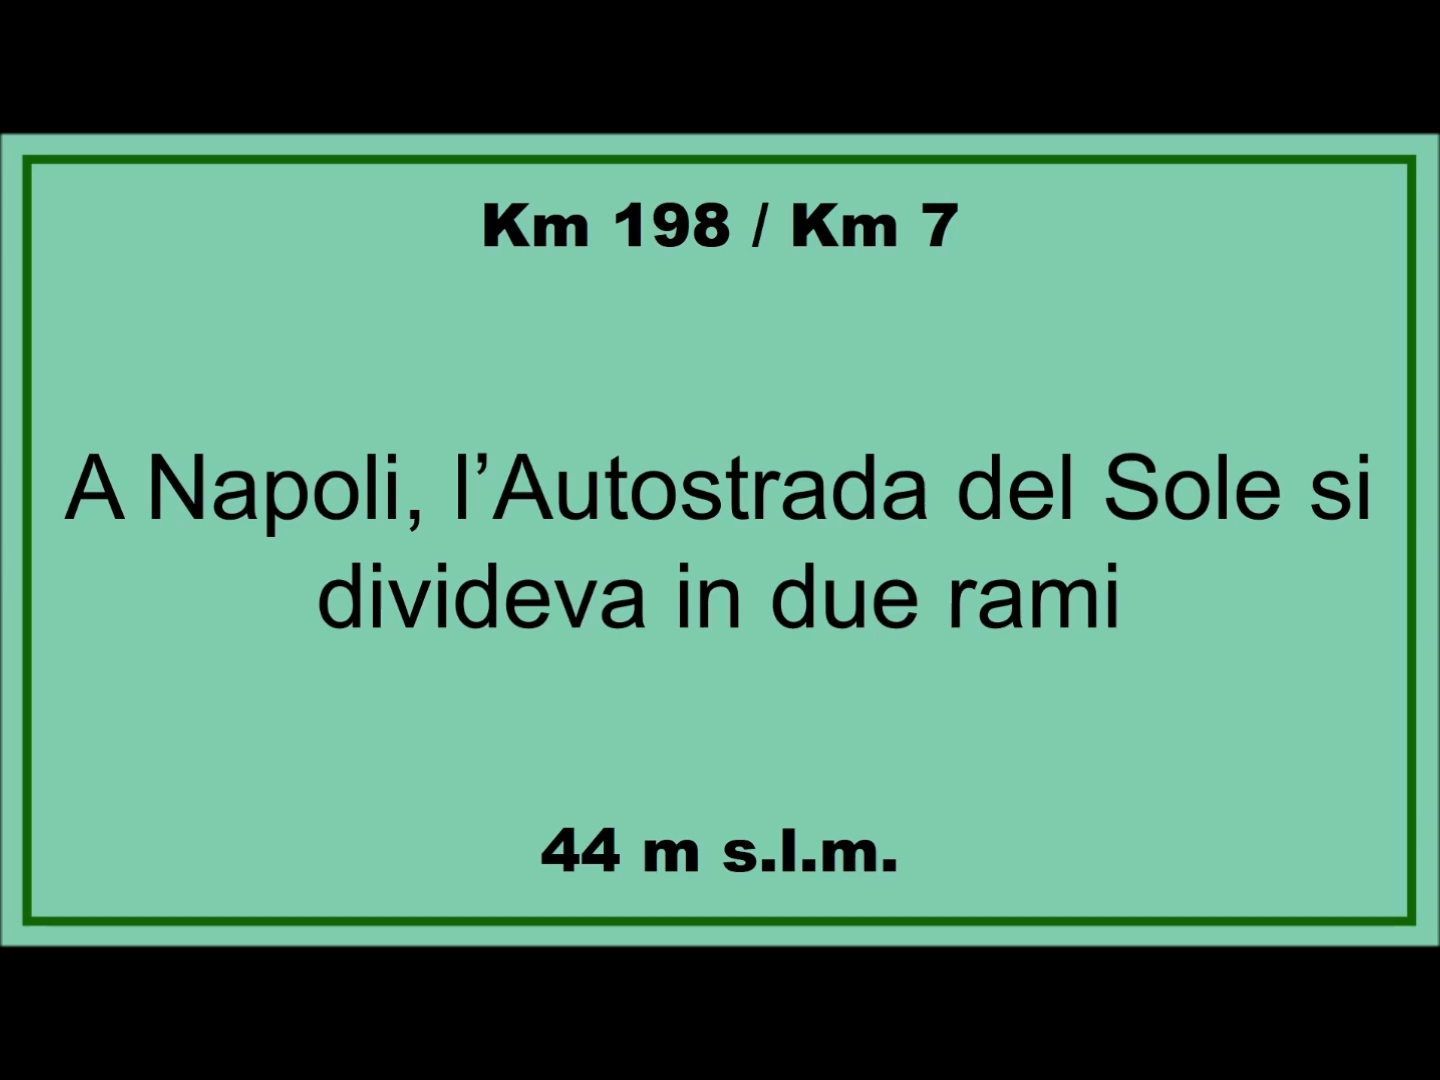 Km 198 / Km 7
A Napoli, l’Autostrada del Sole si
divideva in due rami
44 m s.l.m.